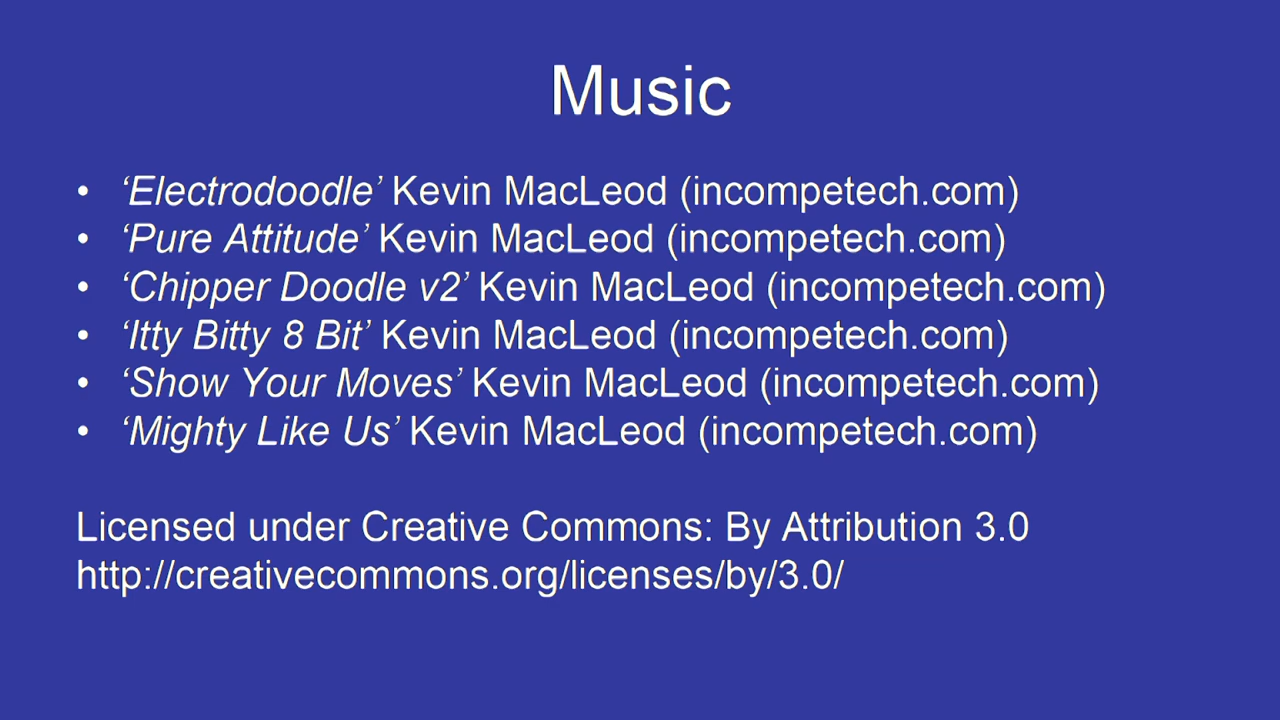 Music
• ‘Electrodoodle’ Kevin MacLeod (incompetech.com)
• ‘Pure Attitude’ Kevin MacLeod (incompetech.com)
• ‘Chipper Doodle v2’ Kevin MacLeod (incompetech.com)
• ‘Itty Bitty 8 Bit’ Kevin MacLeod (incompetech.com)
• ‘Show Your Moves’ Kevin MacLeod (incompetech.com)
• ‘Mighty Like Us’ Kevin MacLeod (incompetech.com)
Licensed under Creative Commons: By Attribution 3.0
http://creativecommons.org/licenses/by/3.0/